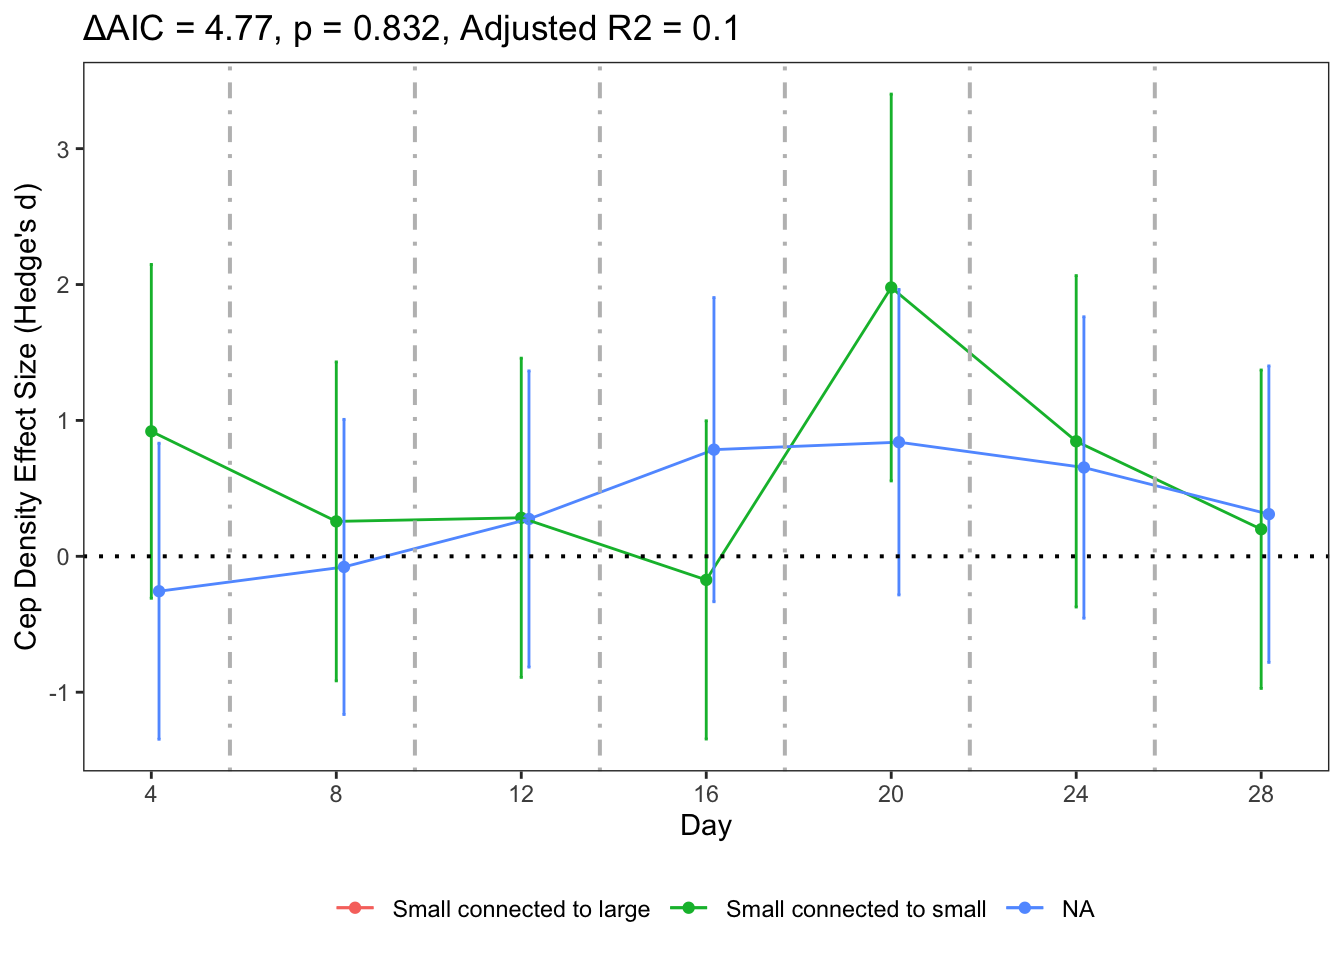 ΔAIC = 4.77, p = 0.832, Adjusted R2 = 0.1
Cep Density Effect Size (Hedge's d)
3
2
1
0
-1
4 8 12 16 20 24 28
Day
Small connected to large Small connected to small NA